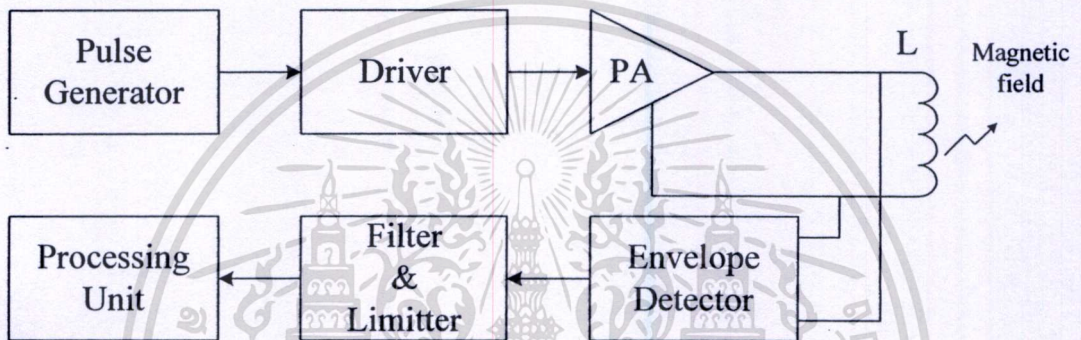 Pulse
Generator
Driver
PA
L
Magnetic
field
Processing
Unit
Filter
&
Limitter
Envelope
Detector